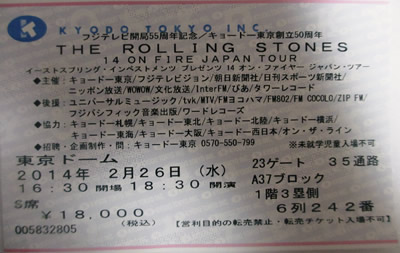 K KYODO TOKYO INC.
フジテレビ開局55周年記念/キョードー東京創立50周年
THE ROLLING STONES
14 ON FIRE JAPAN TOUR
イーストスプリング・インベストメンツ プレゼンツ 14 オン・ファイヤー ジャパン・ツアー
◆主催:キョードー東京/フジテレビジョン/朝日新聞社/日刊スポーツ新聞社/
ニッポン放送/WOWOW/文化放送/InterFM/ぴあ/タワーレコード
◆後援:ユニバーサルミュージック/tvk/MTV/FMヨコハマ/FM802/FM COCOLO/ZIP FM/
フジパシフィック音楽出版/ワードレコーズ
◆協力:キョードー札幌/キョードー東北/キョードー北陸/キョードー横浜/
キョードー東海/キョードー大阪/キョードー西日本/オン・ザ・ライン
◆招聘・企画制作/問:キョードー東京 0570-550-799 ※未就学児童入場不可
東京ドーム 23ゲート 35通路
2014年 2月26日(水) A37ブロック
16:30開場 18:30開演 1階3塁側
S席 6列242番
¥18,000(税込) 【営利目的の転売禁止・転売チケット入場不可】
005832805